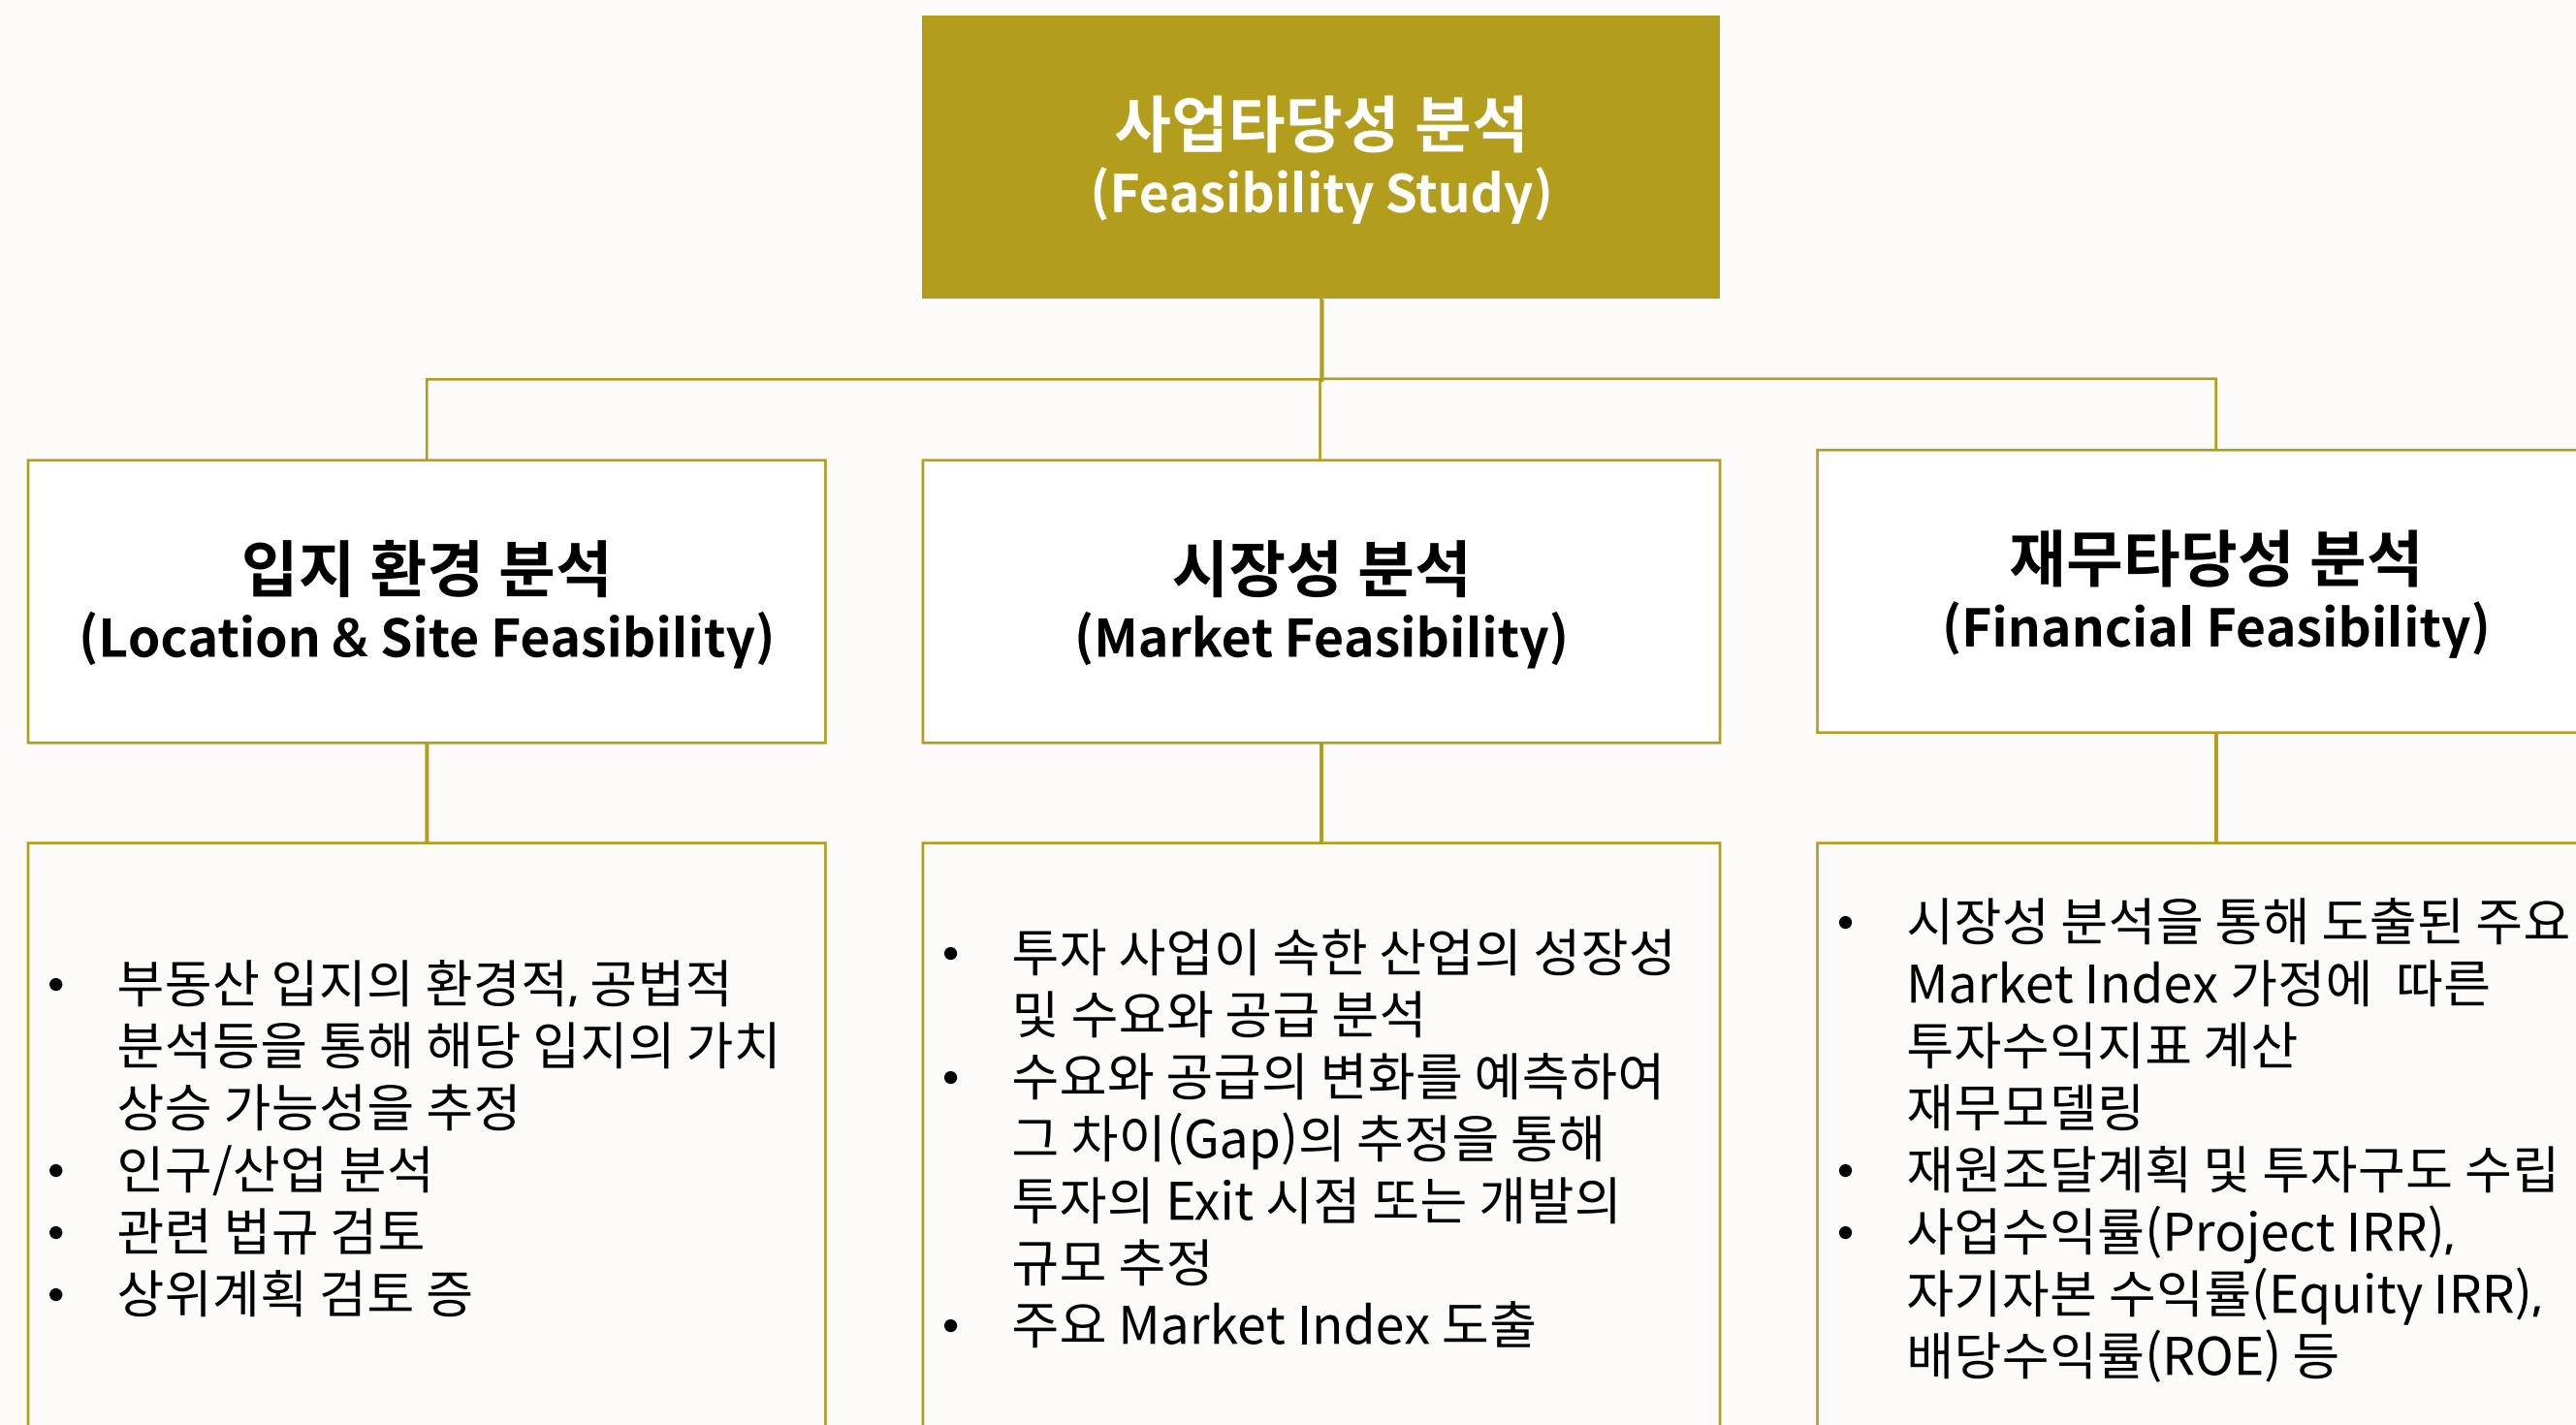 사업타당성 분석
(Feasibility Study)
입지 환경 분석
(Location & Site Feasibility)
시장성 분석
(Market Feasibility)
재무타당성 분석
(Financial Feasibility)
• 부동산 입지의 환경적, 공법적
분석등을 통해 해당 입지의 가치
상승 가능성을 추정
• 인구/산업 분석
• 관련 법규 검토
• 상위계획 검토 증
• 투자 사업이 속한 산업의 성장성
및 수요와 공급 분석
• 수요와 공급의 변화를 예측하여
그 차이(Gap)의 추정을 통해
투자의 Exit 시점 또는 개발의
규모 추정
• 주요 Market Index 도출
• 시장성 분석을 통해 도출된 주요
Market Index 가정에 따른
투자수익지표 계산
재무모델링
• 재원조달계획 및 투자구도 수립
• 사업수익률(Project IRR),
자기자본 수익률(Equity IRR),
배당수익률(ROE) 등